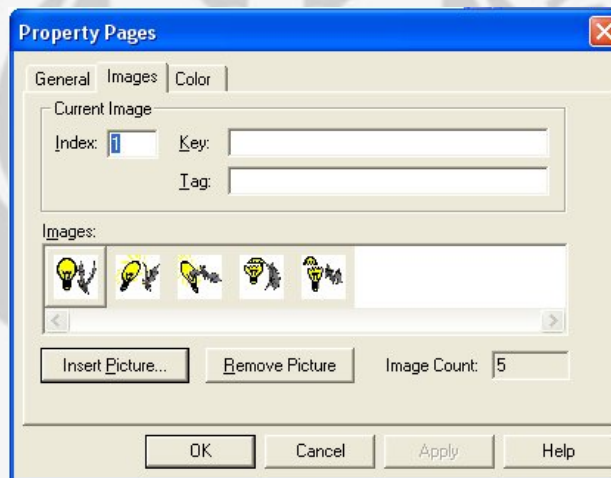 Property Pages
General Images Color
Current Image
Index: 1 Key:
Tag:
Images:
Insert Picture... Remove Picture Image Count: 5
OK Cancel Apply Help